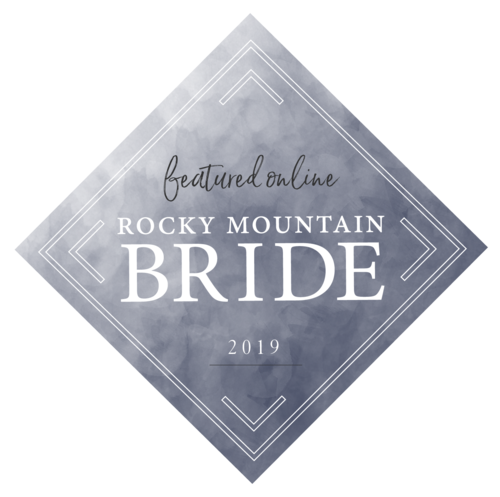 featured online
ROCKY MOUNTAIN
BRIDE
2019